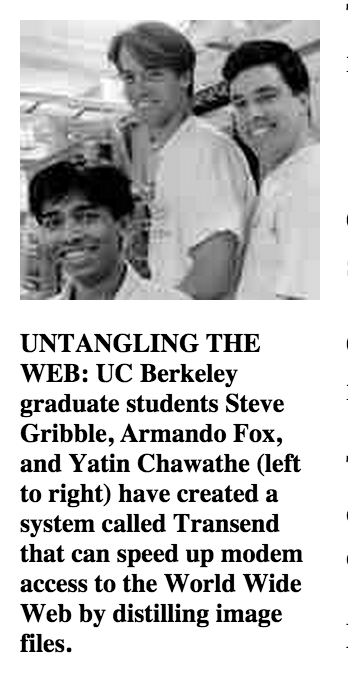 UNTANGLING THE
WEB: UC Berkeley
graduate students Steve
Gribble, Armando Fox,
and Yatin Chawathe (left
to right) have created a
system called Transend
that can speed up modem
access to the World Wide
Web by distilling image
files.